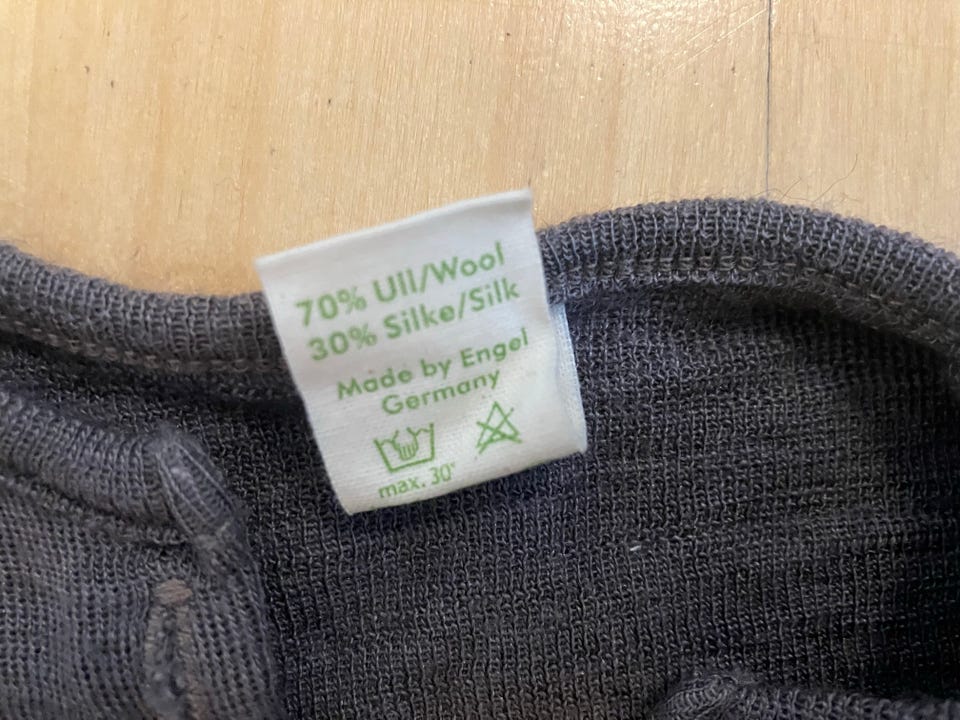 70% Ull/Wool
30% Silke/Silk
Made by Engel
Germany
max. 30°